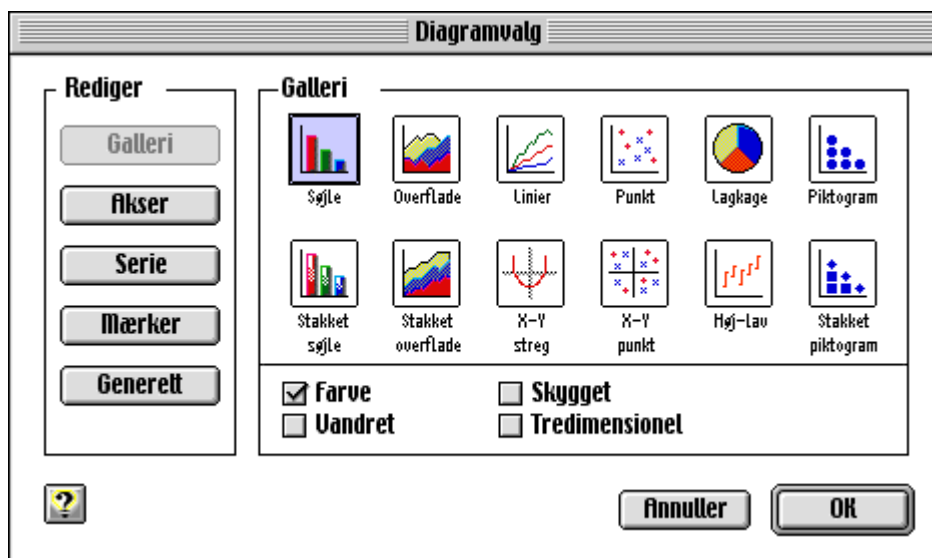 Diagramvalg
Rediger
Galleri
Akser
Serie
Mærker
Generelt
Galleri
Søjle Overflade Linier Punkt Lagkage Piktogram
Stakket Stakket X-Y X-Y Høj-Lav Stakket
søjle overflade streg punkt piktogram
Farve Skygget
Vandret Tredimensionel
?
Annuller OK